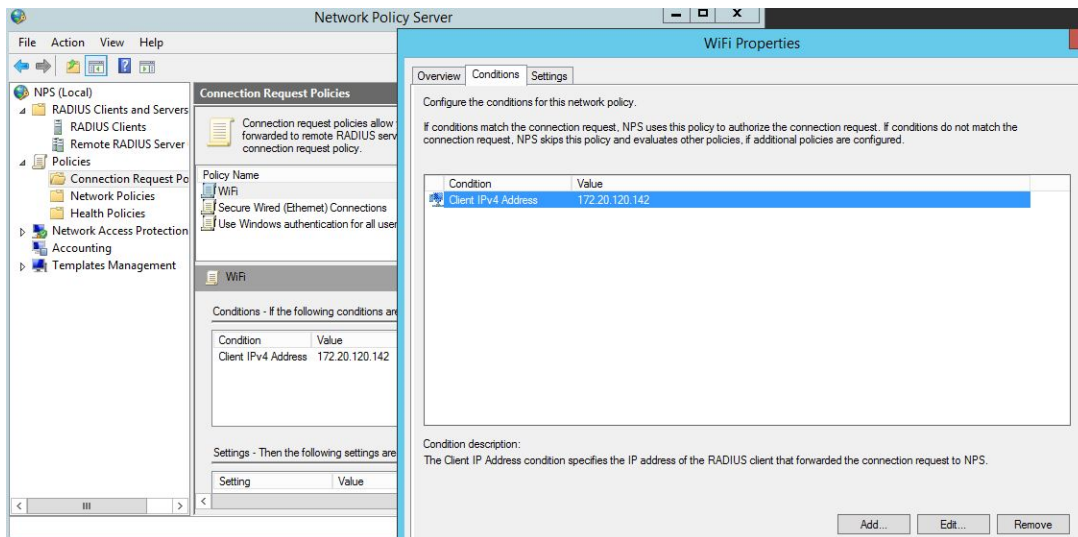 Network Policy Server
File Action View Help
NPS (Local)
RADIUS Clients and Servers
RADIUS Clients
Remote RADIUS Server
Policies
Connection Request Po
Network Policies
Health Policies
Network Access Protection
Accounting
Templates Management
Connection Request Policies
Connection request policies allow
forwarded to remote RADIUS serv
connection request policy.
Policy Name
WiFi
Secure Wired (Ethernet) Connections
Use Windows authentication for all user
WiFi
Conditions - If the following conditions are
Condition Value
Client IPv4 Address 172.20.120.142
Settings - Then the following settings are
Setting Value
WiFi Properties
Overview Conditions Settings
Configure the conditions for this network policy.
If conditions match the connection request, NPS uses this policy to authorize the connection request. If conditions do not match the
connection request, NPS skips this policy and evaluates other policies, if additional policies are configured.
Condition Value
Client IPv4 Address 172.20.120.142
Condition description:
The Client IP Address condition specifies the IP address of the RADIUS client that forwarded the connection request to NPS.
Add... Edit... Remove